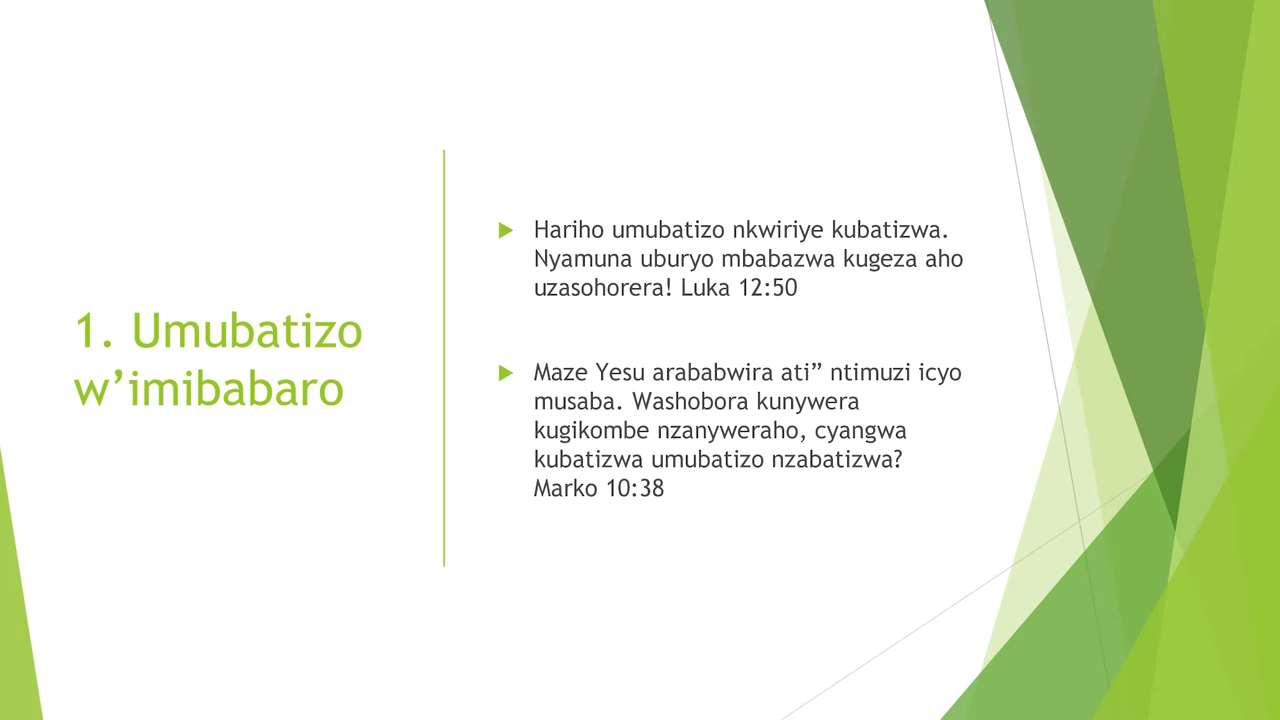 1. Umubatizo
w’imibabaro
Hariho umubatizo nkwiriye kubatizwa.
Nyamuna uburyo mbabazwa kugeza aho
uzasohorera! Luka 12:50
Maze Yesu arababwira ati” ntimuzi icyo
musaba. Washobora kunywera
kugikombe nzanyweraho, cyangwa
kubatizwa umubatizo nzabatizwa?
Marko 10:38